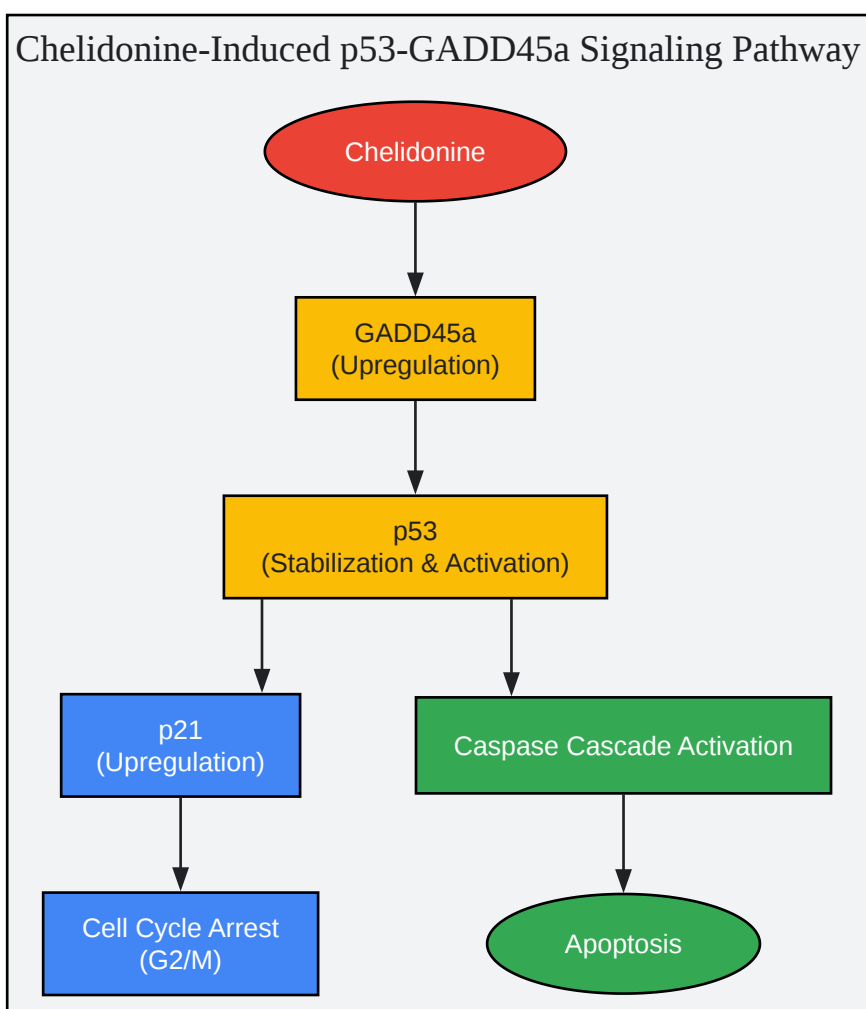 Chelidonine-Induced p53-GADD45a Signaling Pathway
Chelidonine
GADD45a
(Upregulation)
p53
(Stabilization & Activation)
p21
(Upregulation)
Caspase Cascade Activation
Cell Cycle Arrest
(G2/M)
Apoptosis